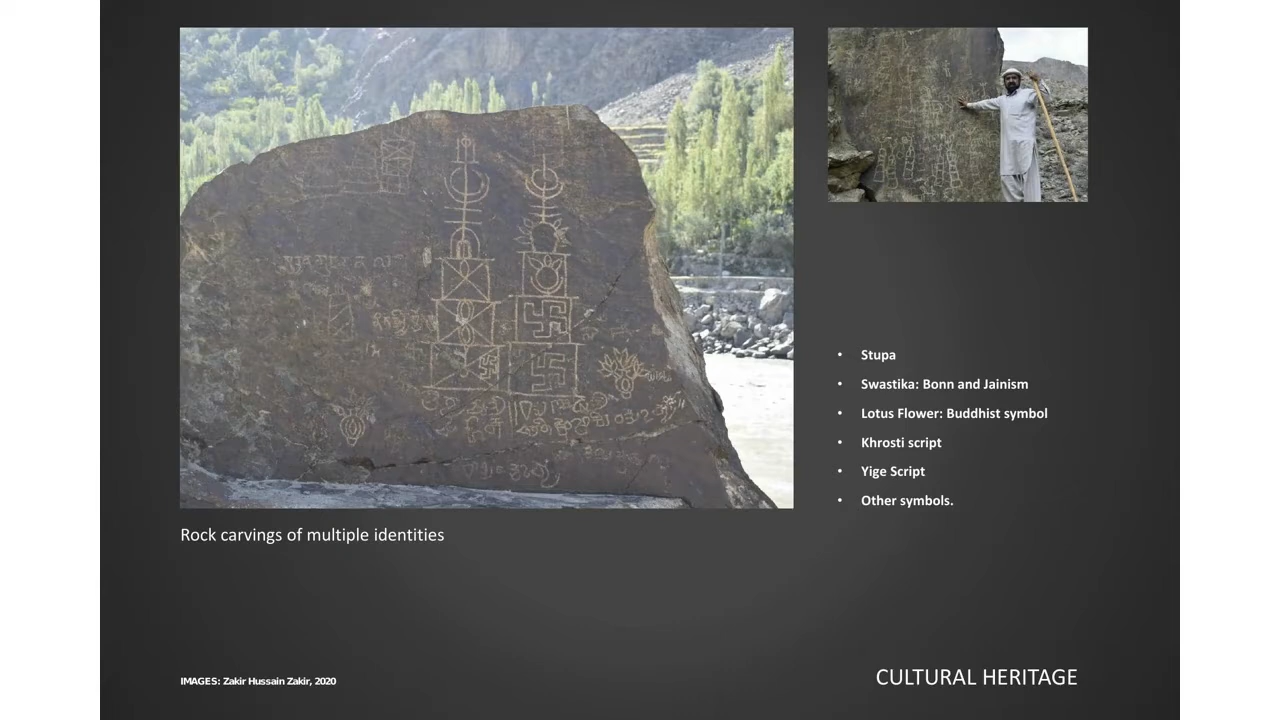 Stupa
Swastika: Bonn and Jainism
Lotus Flower: Buddhist symbol
Khrosti script
Yige Script
Other symbols.
Rock carvings of multiple identities
IMAGES: Zakir Hussain Zakir, 2020
CULTURAL HERITAGE